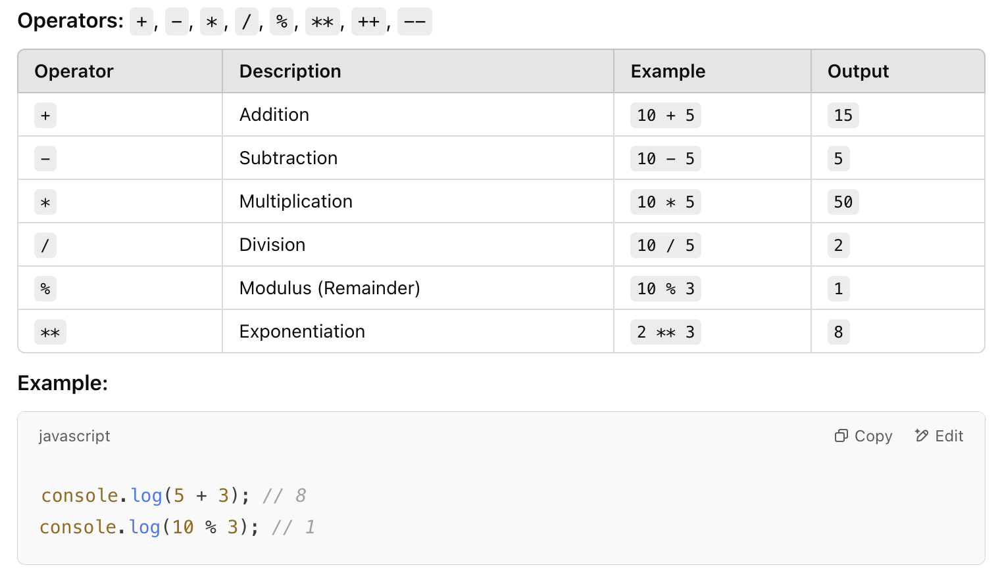 Operators: +, -, *, /, %, **, ++, --
Operator Description Example Output
+ Addition 10 + 5 15
- Subtraction 10 - 5 5
* Multiplication 10 * 5 50
/ Division 10 / 5 2
% Modulus (Remainder) 10 % 3 1
** Exponentiation 2 ** 3 8
Example:
javascript Copy Edit
console.log(5 + 3); // 8
console.log(10 % 3); // 1